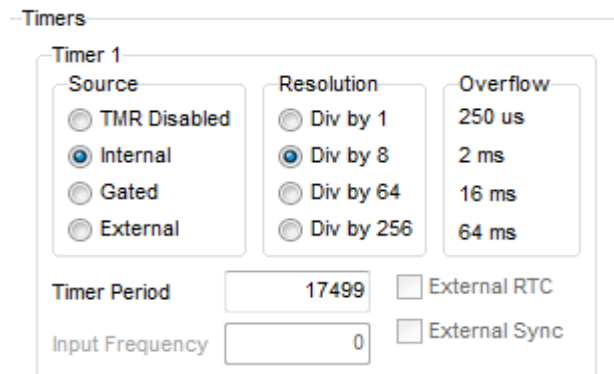 Timers
Timer 1
Source Resolution Overflow
TMR Disabled Div by 1 250 us
Internal Div by 8 2 ms
Gated Div by 64 16 ms
External Div by 256 64 ms
Timer Period 17499 External RTC
Input Frequency 0 External Sync